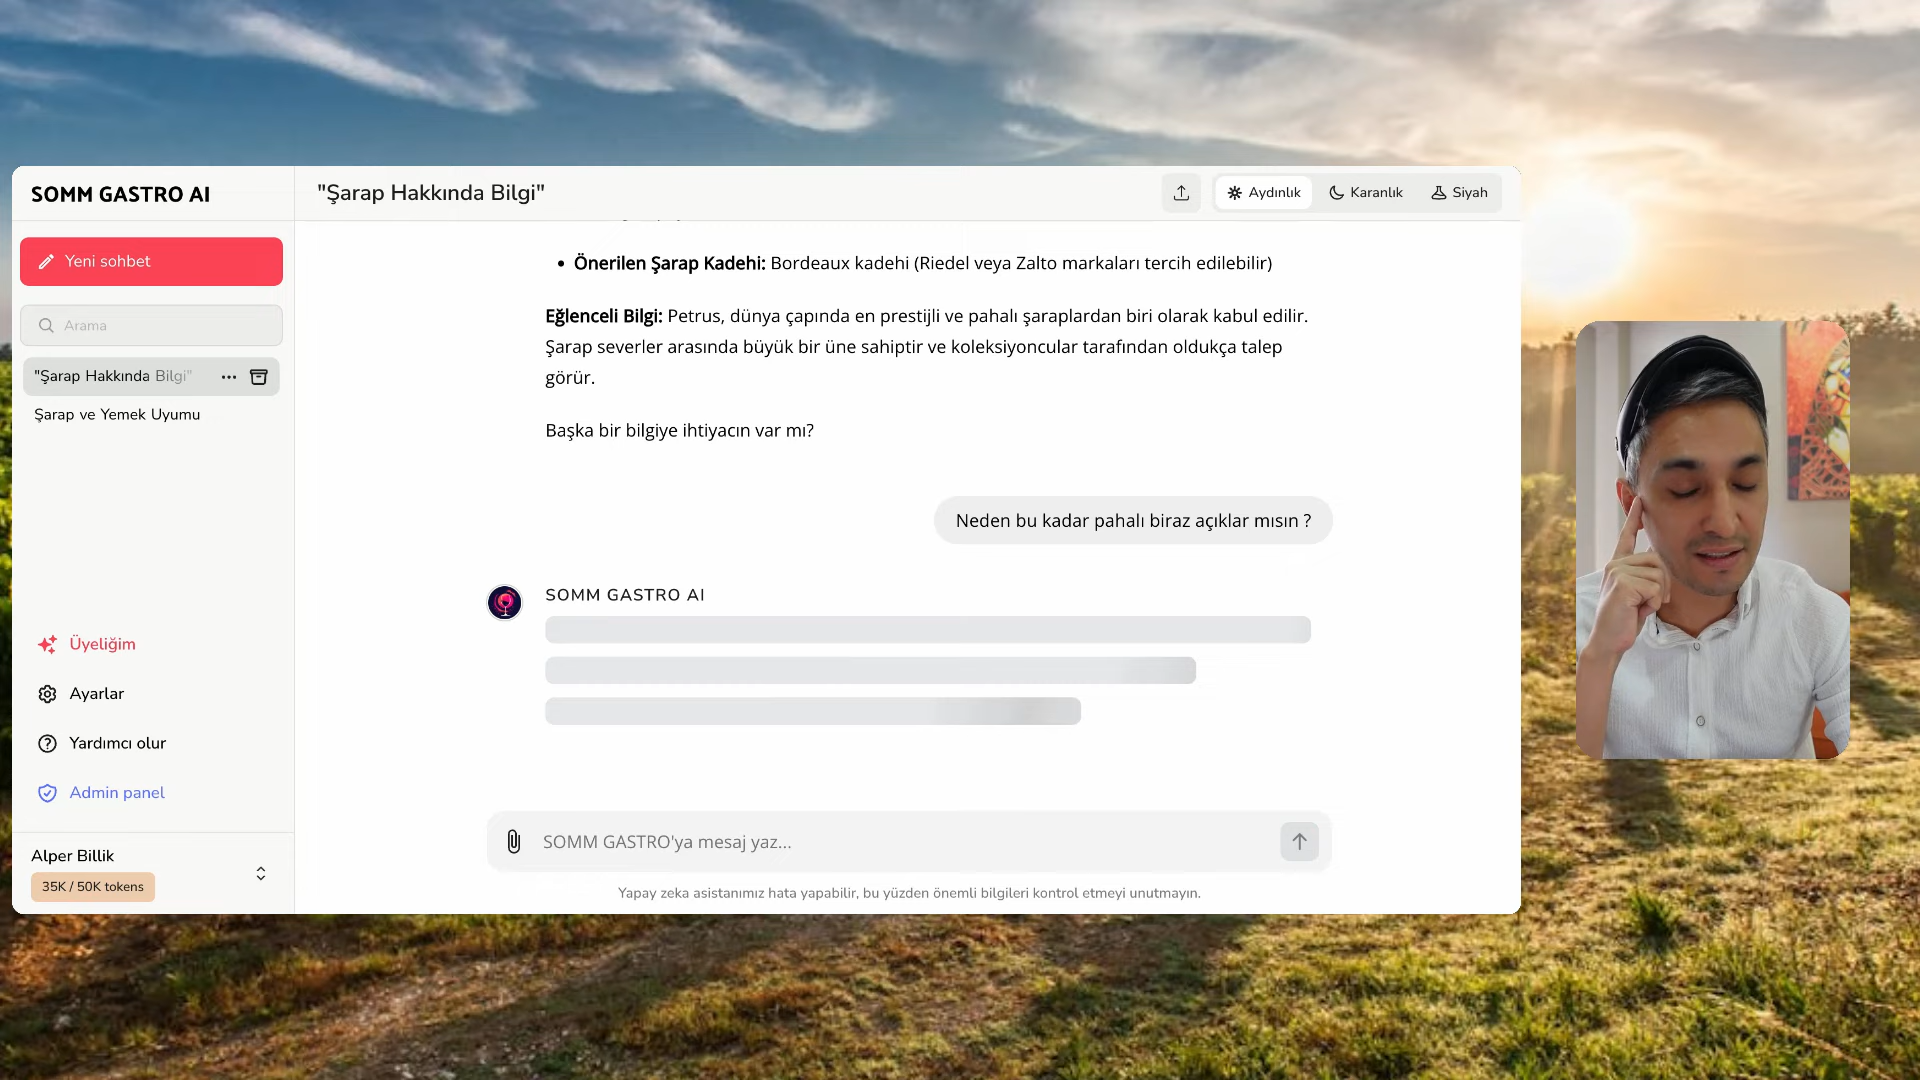 SOMM GASTRO AI
"Şarap Hakkında Bilgi"
Aydınlık
Karanlık
Siyah
Yeni sohbet
Arama
"Şarap Hakkında Bilgi"
Şarap ve Yemek Uyumu
Üyeliğim
Ayarlar
Yardımcı olur
Admin panel
Alper Billik
35K / 50K tokens
• Önerilen Şarap Kadehi: Bordeaux kadehi (Riedel veya Zalto markaları tercih edilebilir)
Eğlenceli Bilgi: Petrus, dünya çapında en prestijli ve pahalı şaraplardan biri olarak kabul edilir.
Şarap severler arasında büyük bir üne sahiptir ve koleksiyoncular tarafından oldukça talep
görür.
Başka bir bilgiye ihtiyacın var mı?
Neden bu kadar pahalı biraz açıklar mısın ?
SOMM GASTRO AI
SOMM GASTRO'ya mesaj yaz...
Yapay zeka asistanımız hata yapabilir, bu yüzden önemli bilgileri kontrol etmeyi unutmayın.